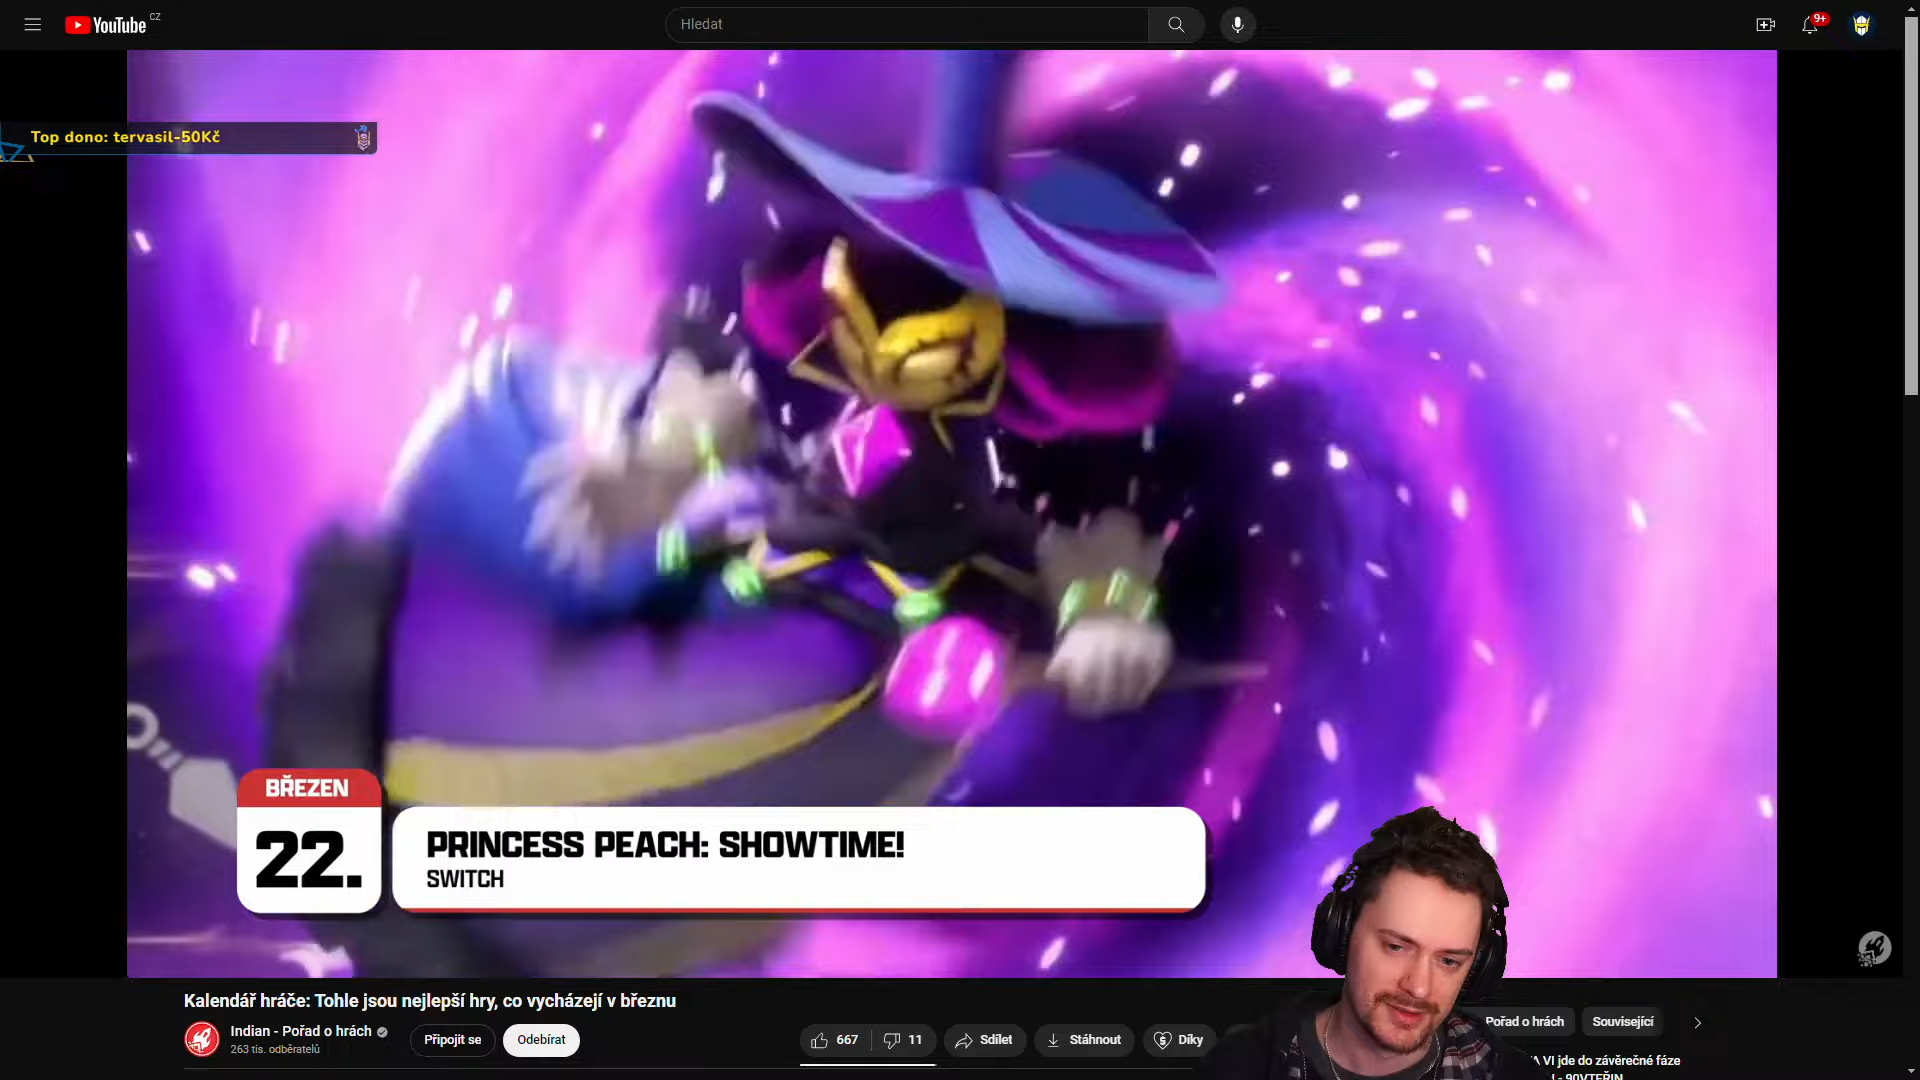 YouTube CZ
Hledat
9+
Top dono: tervasil-50Kč
BŘEZEN
22.
PRINCESS PEACH: SHOWTIME!
SWITCH
Kalendář hráče: Tohle jsou nejlepší hry, co vycházejí v březnu
Indian - Pořad o hrách
263 tis. odběratelů
Připojit se
Odebírat
667
11
Sdílet
Stáhnout
Díky
Pořad o hrách
Související
VI jde do závěrečné fáze
! - 90VTEŘIN